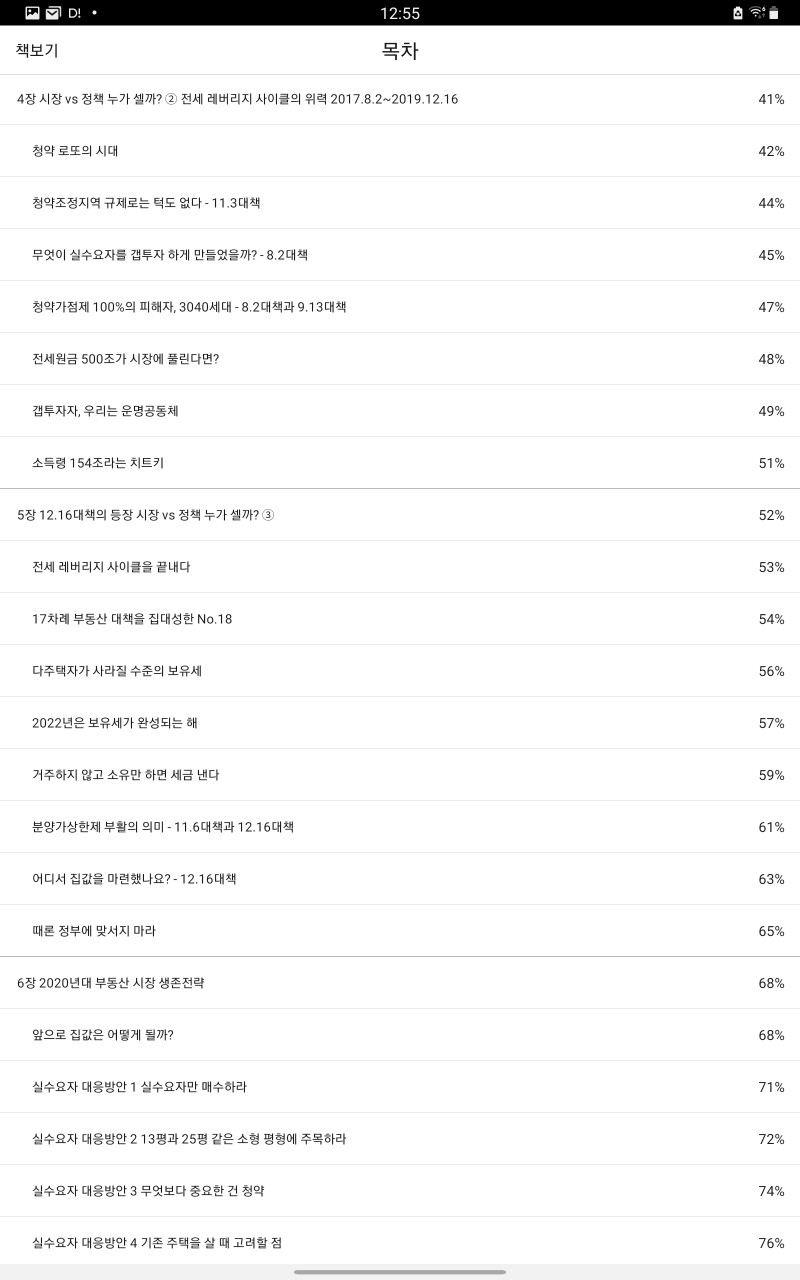 12:55
책보기
목차
4장 시장 vs 정책 누가 셀까? ② 전세 레버리지 사이클의 위력 2017.8.2~2019.12.16 41%
청약 로또의 시대 42%
청약조정지역 규제로는 턱도 없다 - 11.3대책 44%
무엇이 실수요자를 갭투자 하게 만들었을까? - 8.2대책 45%
청약가점제 100%의 피해자, 3040세대 - 8.2대책과 9.13대책 47%
전세원금 500조가 시장에 풀린다면? 48%
갭투자자, 우리는 운명공동체 49%
소득령 154조라는 치트키 51%
5장 12.16대책의 등장 시장 vs 정책 누가 셀까? ③ 52%
전세 레버리지 사이클을 끝내다 53%
17차례 부동산 대책을 집대성한 No.18 54%
다주택자가 사라질 수준의 보유세 56%
2022년은 보유세가 완성되는 해 57%
거주하지 않고 소유만 하면 세금 낸다 59%
분양가상한제 부활의 의미 - 11.6대책과 12.16대책 61%
어디서 집값을 마련했나요? - 12.16대책 63%
때론 정부에 맞서지 마라 65%
6장 2020년대 부동산 시장 생존전략 68%
앞으로 집값은 어떻게 될까? 68%
실수요자 대응방안 1 실수요자만 매수하라 71%
실수요자 대응방안 2 13평과 25평 같은 소형 평형에 주목하라 72%
실수요자 대응방안 3 무엇보다 중요한 건 청약 74%
실수요자 대응방안 4 기존 주택을 살 때 고려할 점 76%